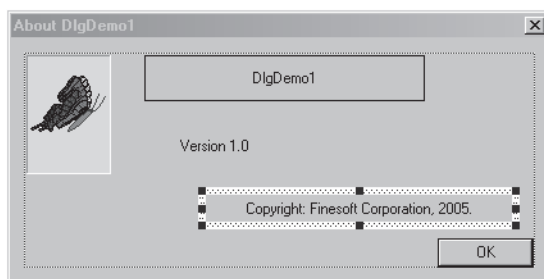 About DlgDemo1
DlgDemo1
Version 1.0
Copyright: Finesoft Corporation, 2005.
OK